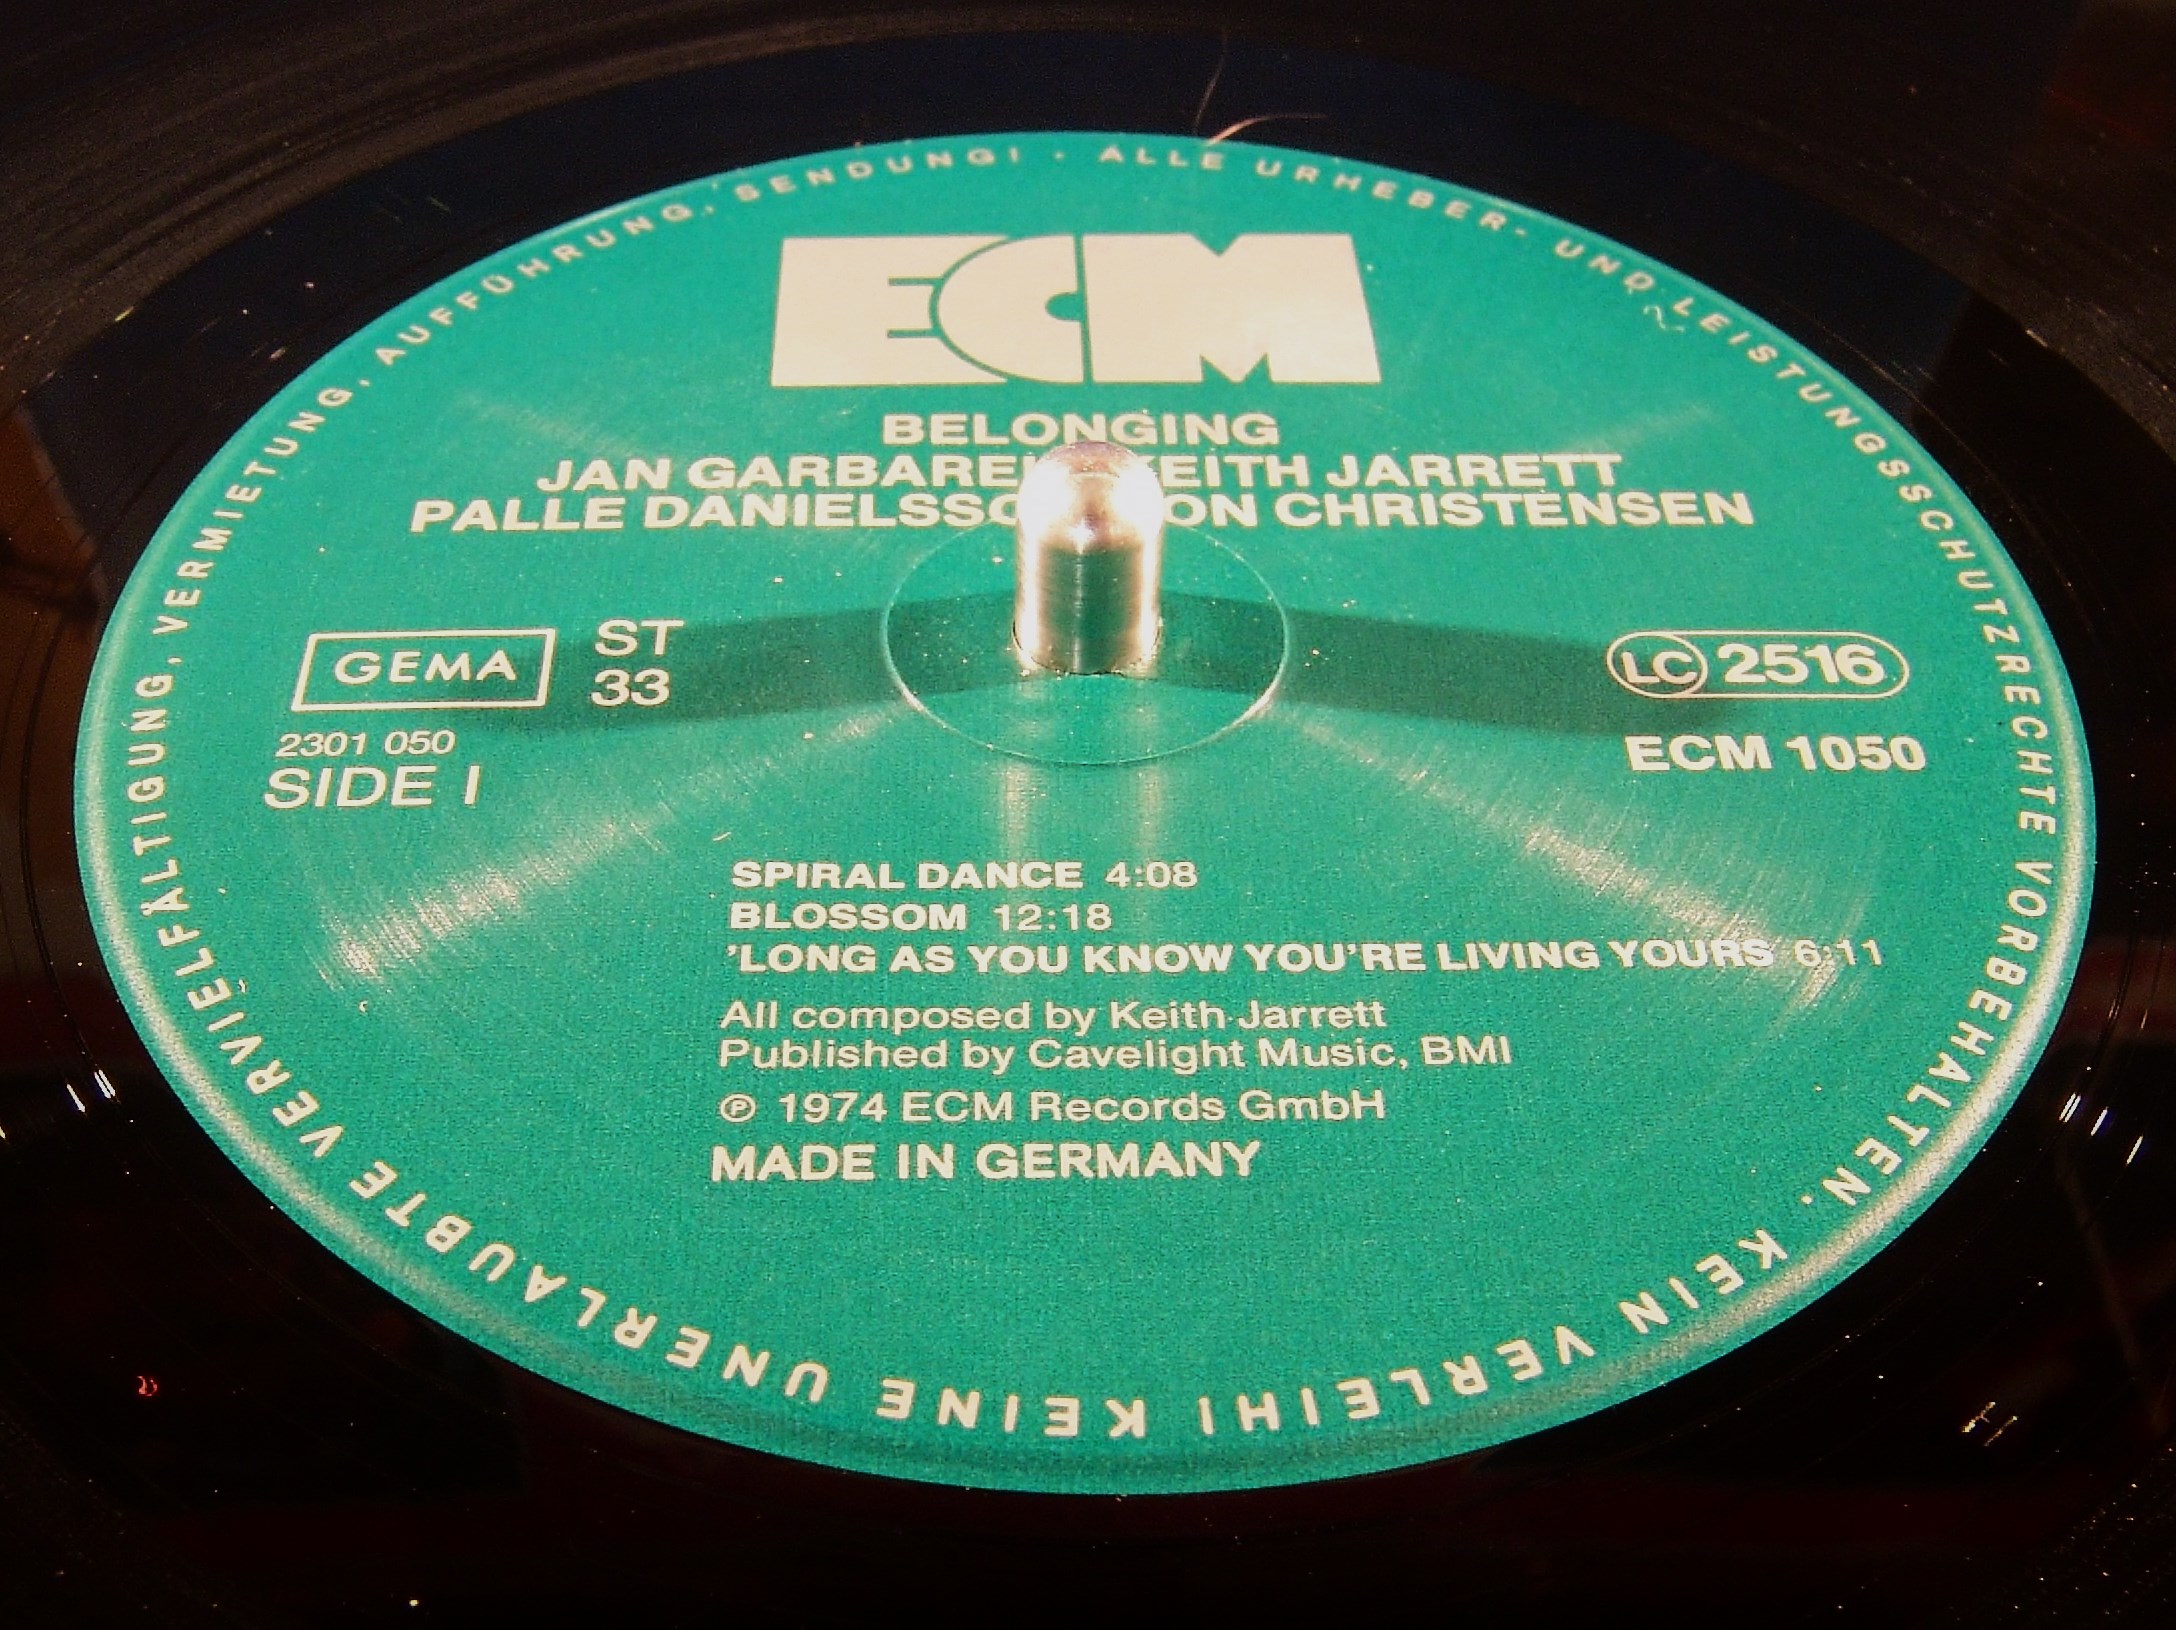 ECM
BELONGING
JAN GARBAREK KEITH JARRETT
PALLE DANIELSSON JON CHRISTENSEN
GEMA
ST
33
2301 050
SIDE I
LC 2516
ECM 1050
SPIRAL DANCE 4:08
BLOSSOM 12:18
'LONG AS YOU KNOW YOU'RE LIVING YOURS 6:11
All composed by Keith Jarrett
Published by Cavelight Music, BMI
℗ 1974 ECM Records GmbH
MADE IN GERMANY
ALLE URHEBER- UND LEISTUNGSSCHUTZRECHTE VORBEHALTEN. KEIN VERLEIH! KEINE UNERLAUBTE VERVIELFÄLTIGUNG, VERMIETUNG, AUFFÜHRUNG, SENDUNG! ·